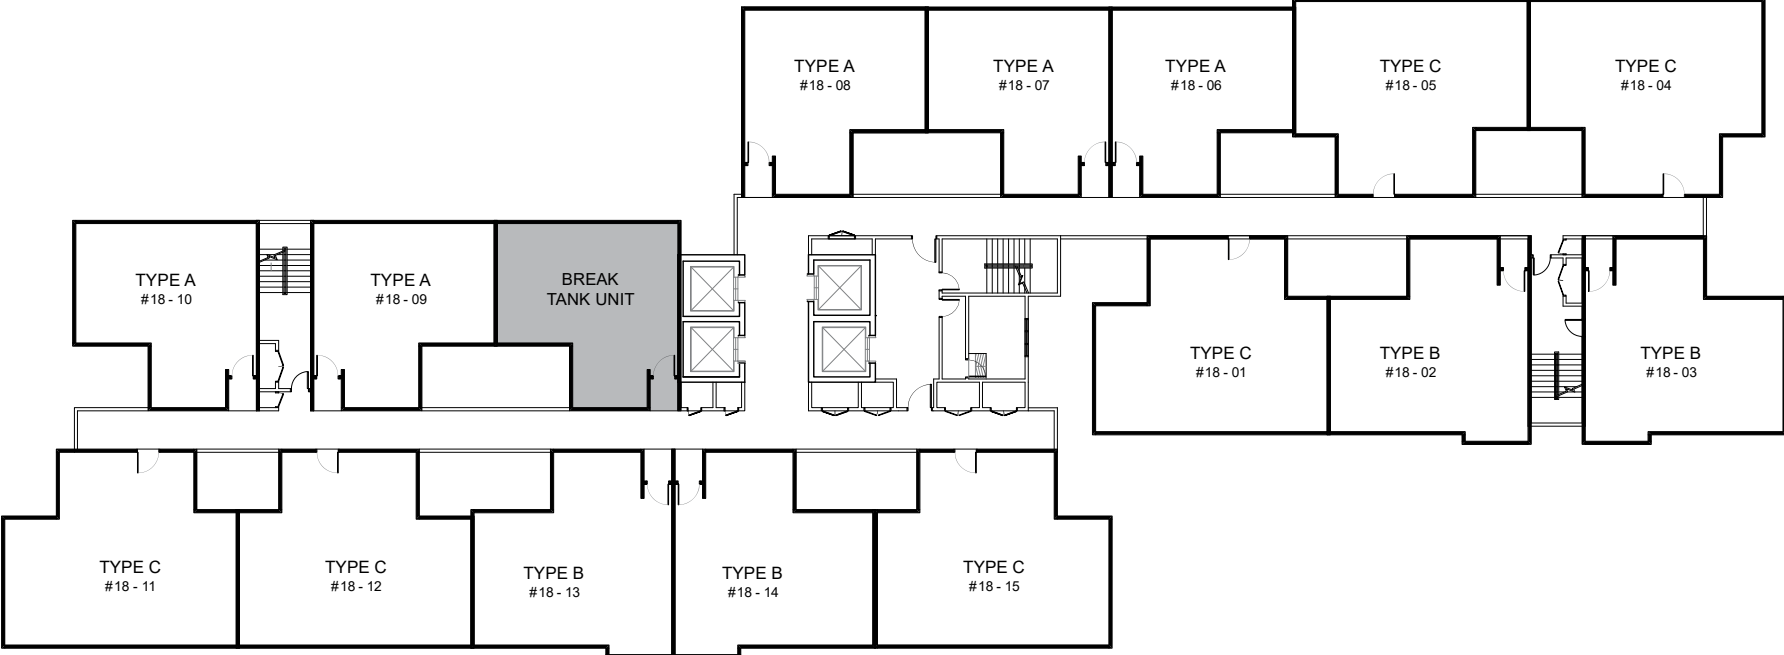 TYPE A
#18 - 08
TYPE A
#18 - 07
TYPE A
#18 - 06
TYPE C
#18 - 05
TYPE C
#18 - 04
TYPE A
#18 - 10
TYPE A
#18 - 09
BREAK
TANK UNIT
TYPE C
#18 - 01
TYPE B
#18 - 02
TYPE B
#18 - 03
TYPE C
#18 - 11
TYPE C
#18 - 12
TYPE B
#18 - 13
TYPE B
#18 - 14
TYPE C
#18 - 15